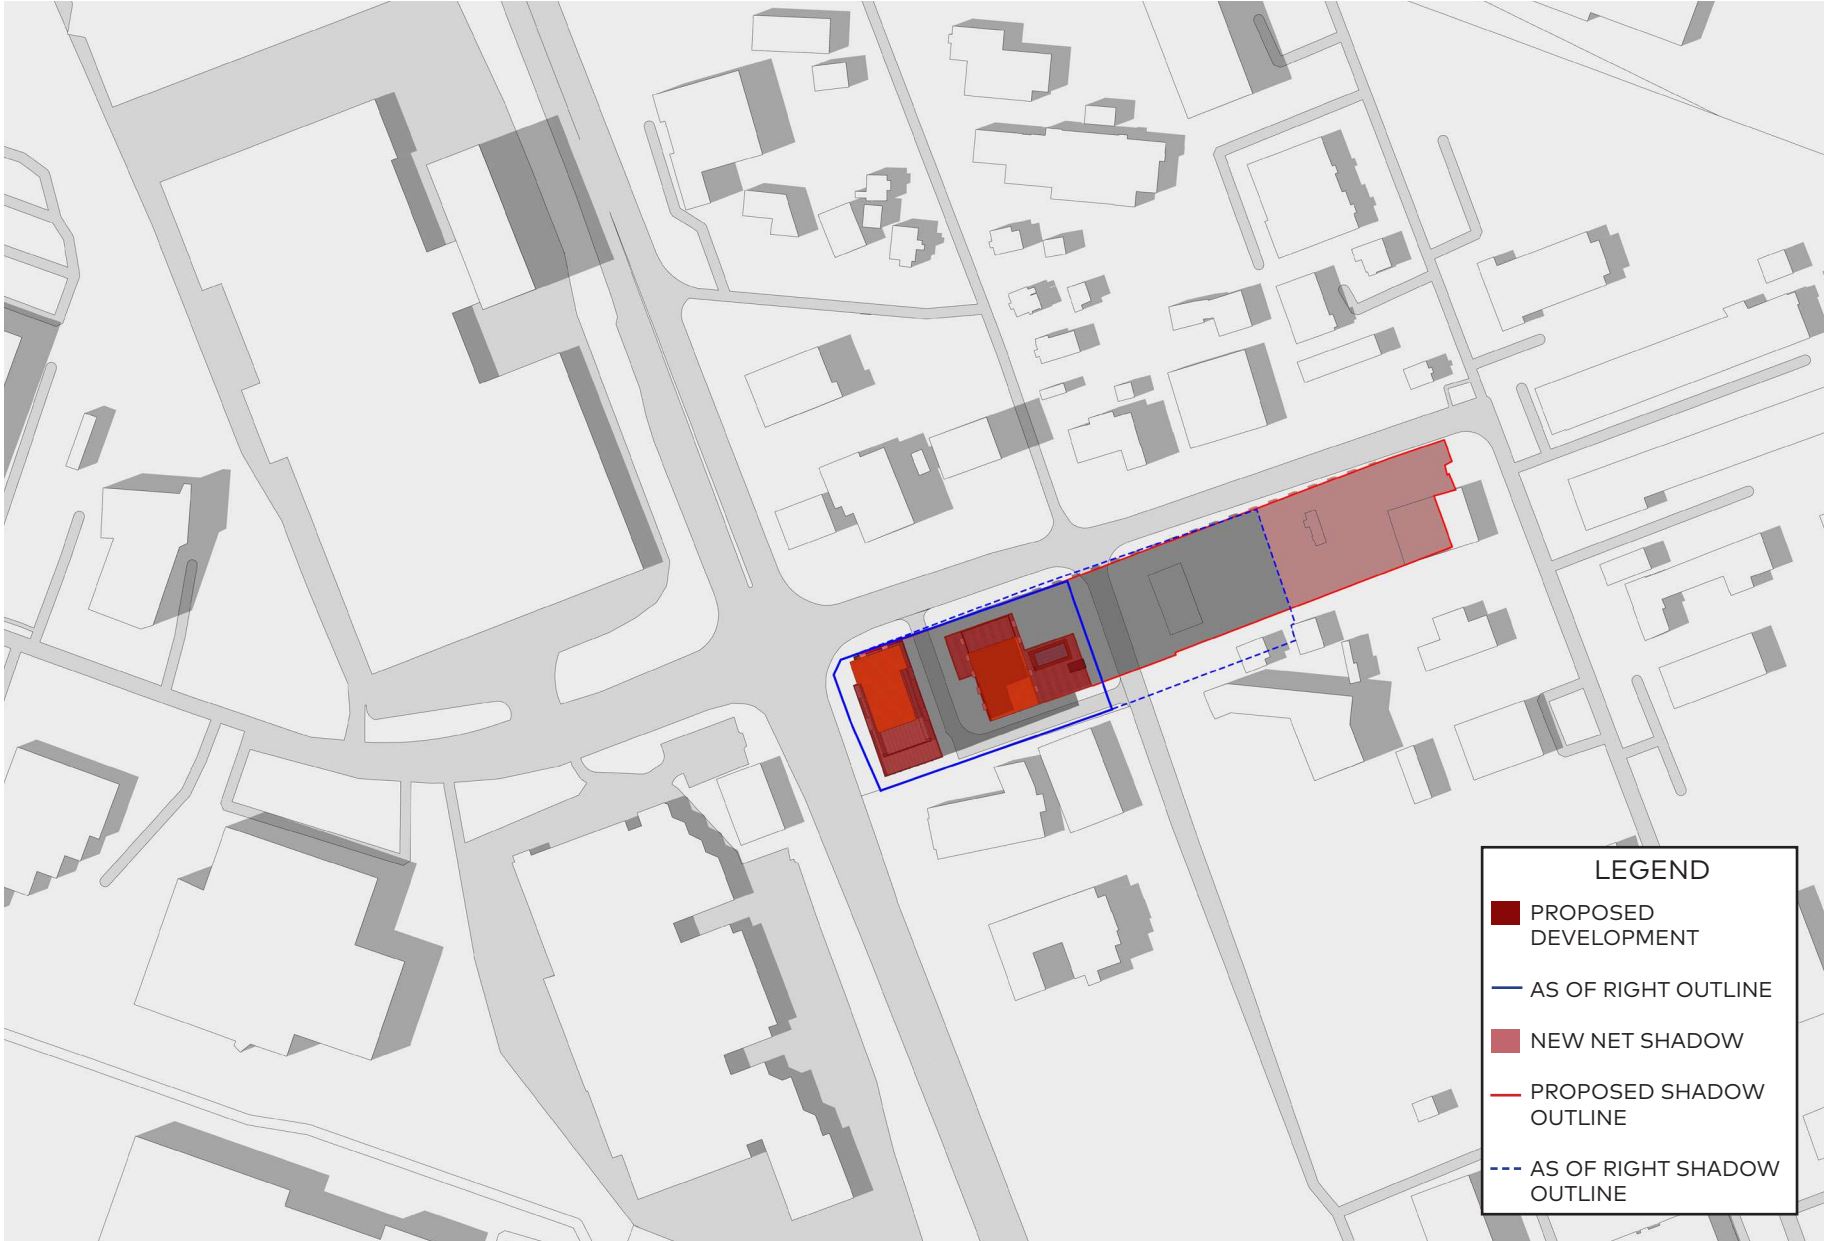 LEGEND
PROPOSED
DEVELOPMENT
AS OF RIGHT OUTLINE
NEW NET SHADOW
PROPOSED SHADOW
OUTLINE
AS OF RIGHT SHADOW
OUTLINE